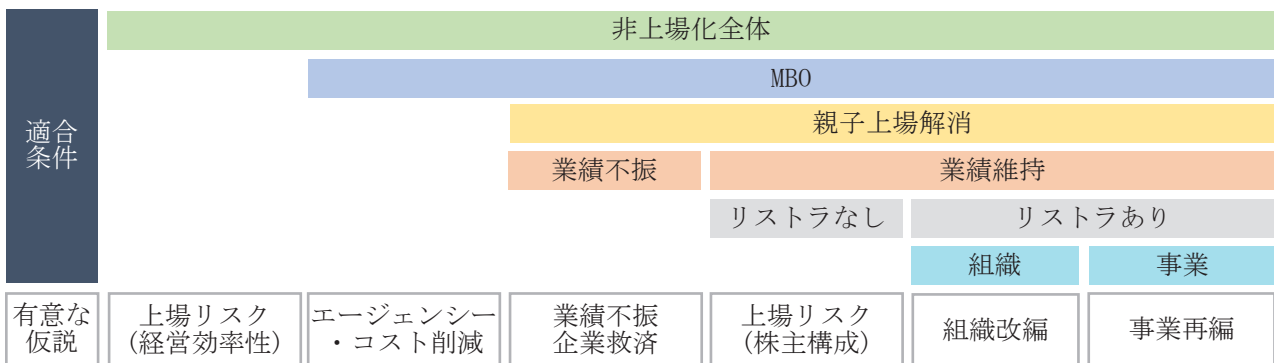 非上場化全体
MBO
適合
条件
親子上場解消
業績不振
業績維持
リストラなし
リストラあり
組織
事業
有意な
仮説
上場リスク
(経営効率性)
エージェンシー
・コスト削減
業績不振
企業救済
上場リスク
(株主構成)
組織改編
事業再編